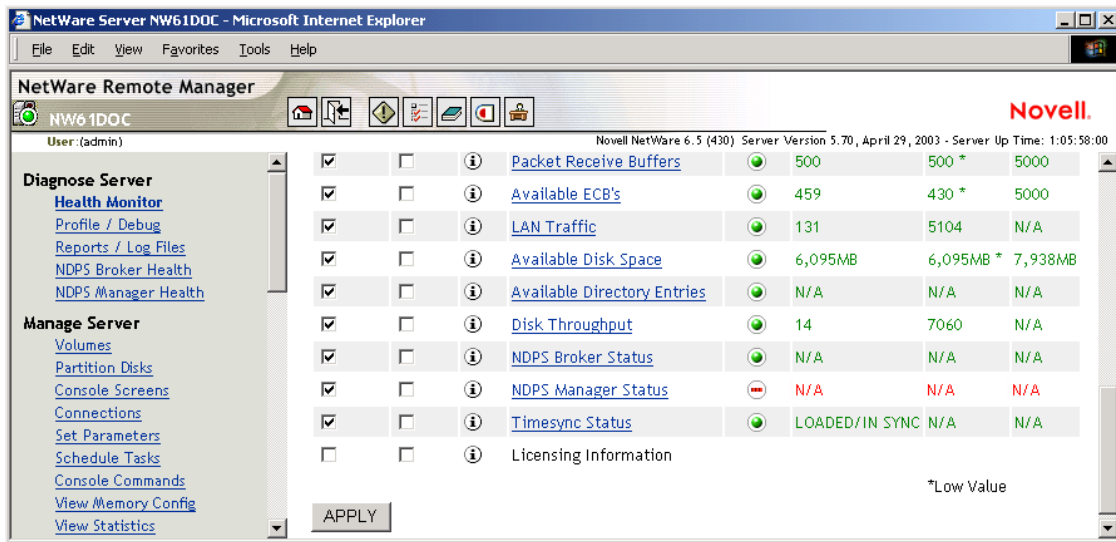 NetWare Server NW61DOC - Microsoft Internet Explorer
File Edit View Favorites Tools Help
NetWare Remote Manager
NW61DOC
Novell.
User:(admin)
Novell NetWare 6.5 (430) Server Version 5.70, April 29, 2003 - Server Up Time: 1:05:58:00
Diagnose Server
Health Monitor
Profile / Debug
Reports / Log Files
NDPS Broker Health
NDPS Manager Health
Manage Server
Volumes
Partition Disks
Console Screens
Connections
Set Parameters
Schedule Tasks
Console Commands
View Memory Config
View Statistics
Packet Receive Buffers 500 500 * 5000
Available ECB's 459 430 * 5000
LAN Traffic 131 5104 N/A
Available Disk Space 6,095MB 6,095MB * 7,938MB
Available Directory Entries N/A N/A N/A
Disk Throughput 14 7060 N/A
NDPS Broker Status N/A N/A N/A
NDPS Manager Status N/A N/A N/A
Timesync Status LOADED/IN SYNC N/A N/A
Licensing Information
*Low Value
APPLY